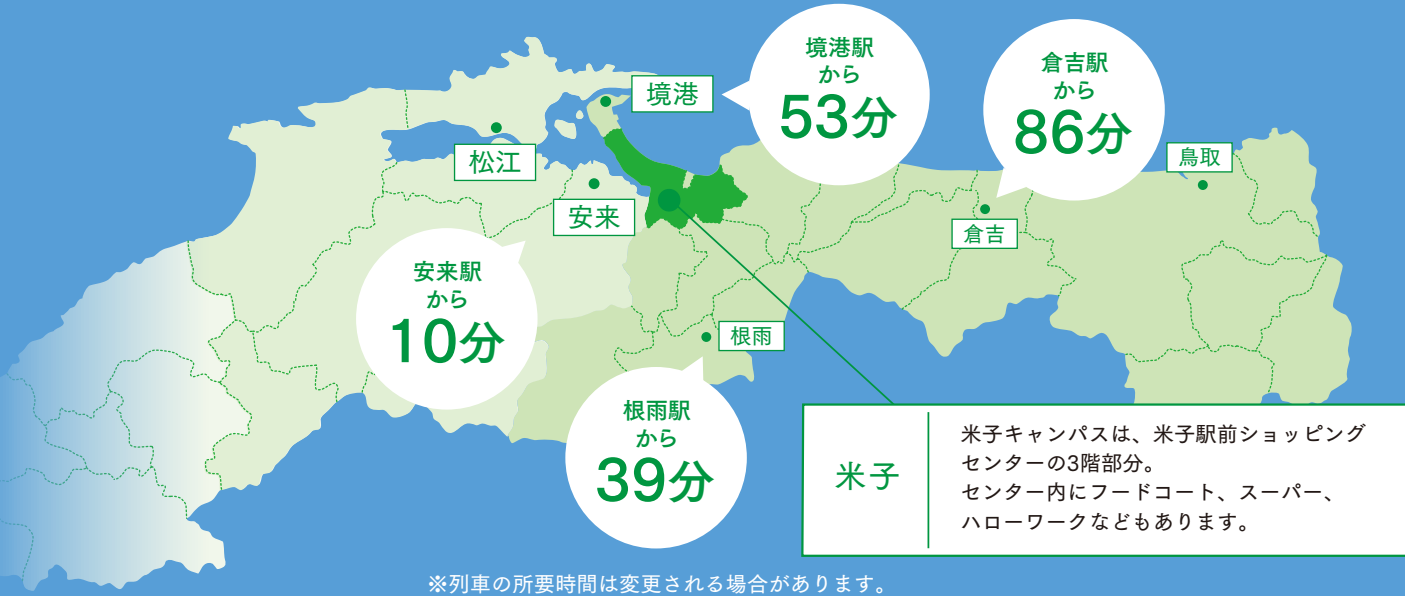 境港駅
から
53分
倉吉駅
から
86分
境港
松江
安来
鳥取
倉吉
根雨
安来駅
から
10分
根雨駅
から
39分
米子
米子キャンパスは、米子駅前ショッピング
センターの3階部分。
センター内にフードコート、スーパー、
ハローワークなどもあります。
※列車の所要時間は変更される場合があります。